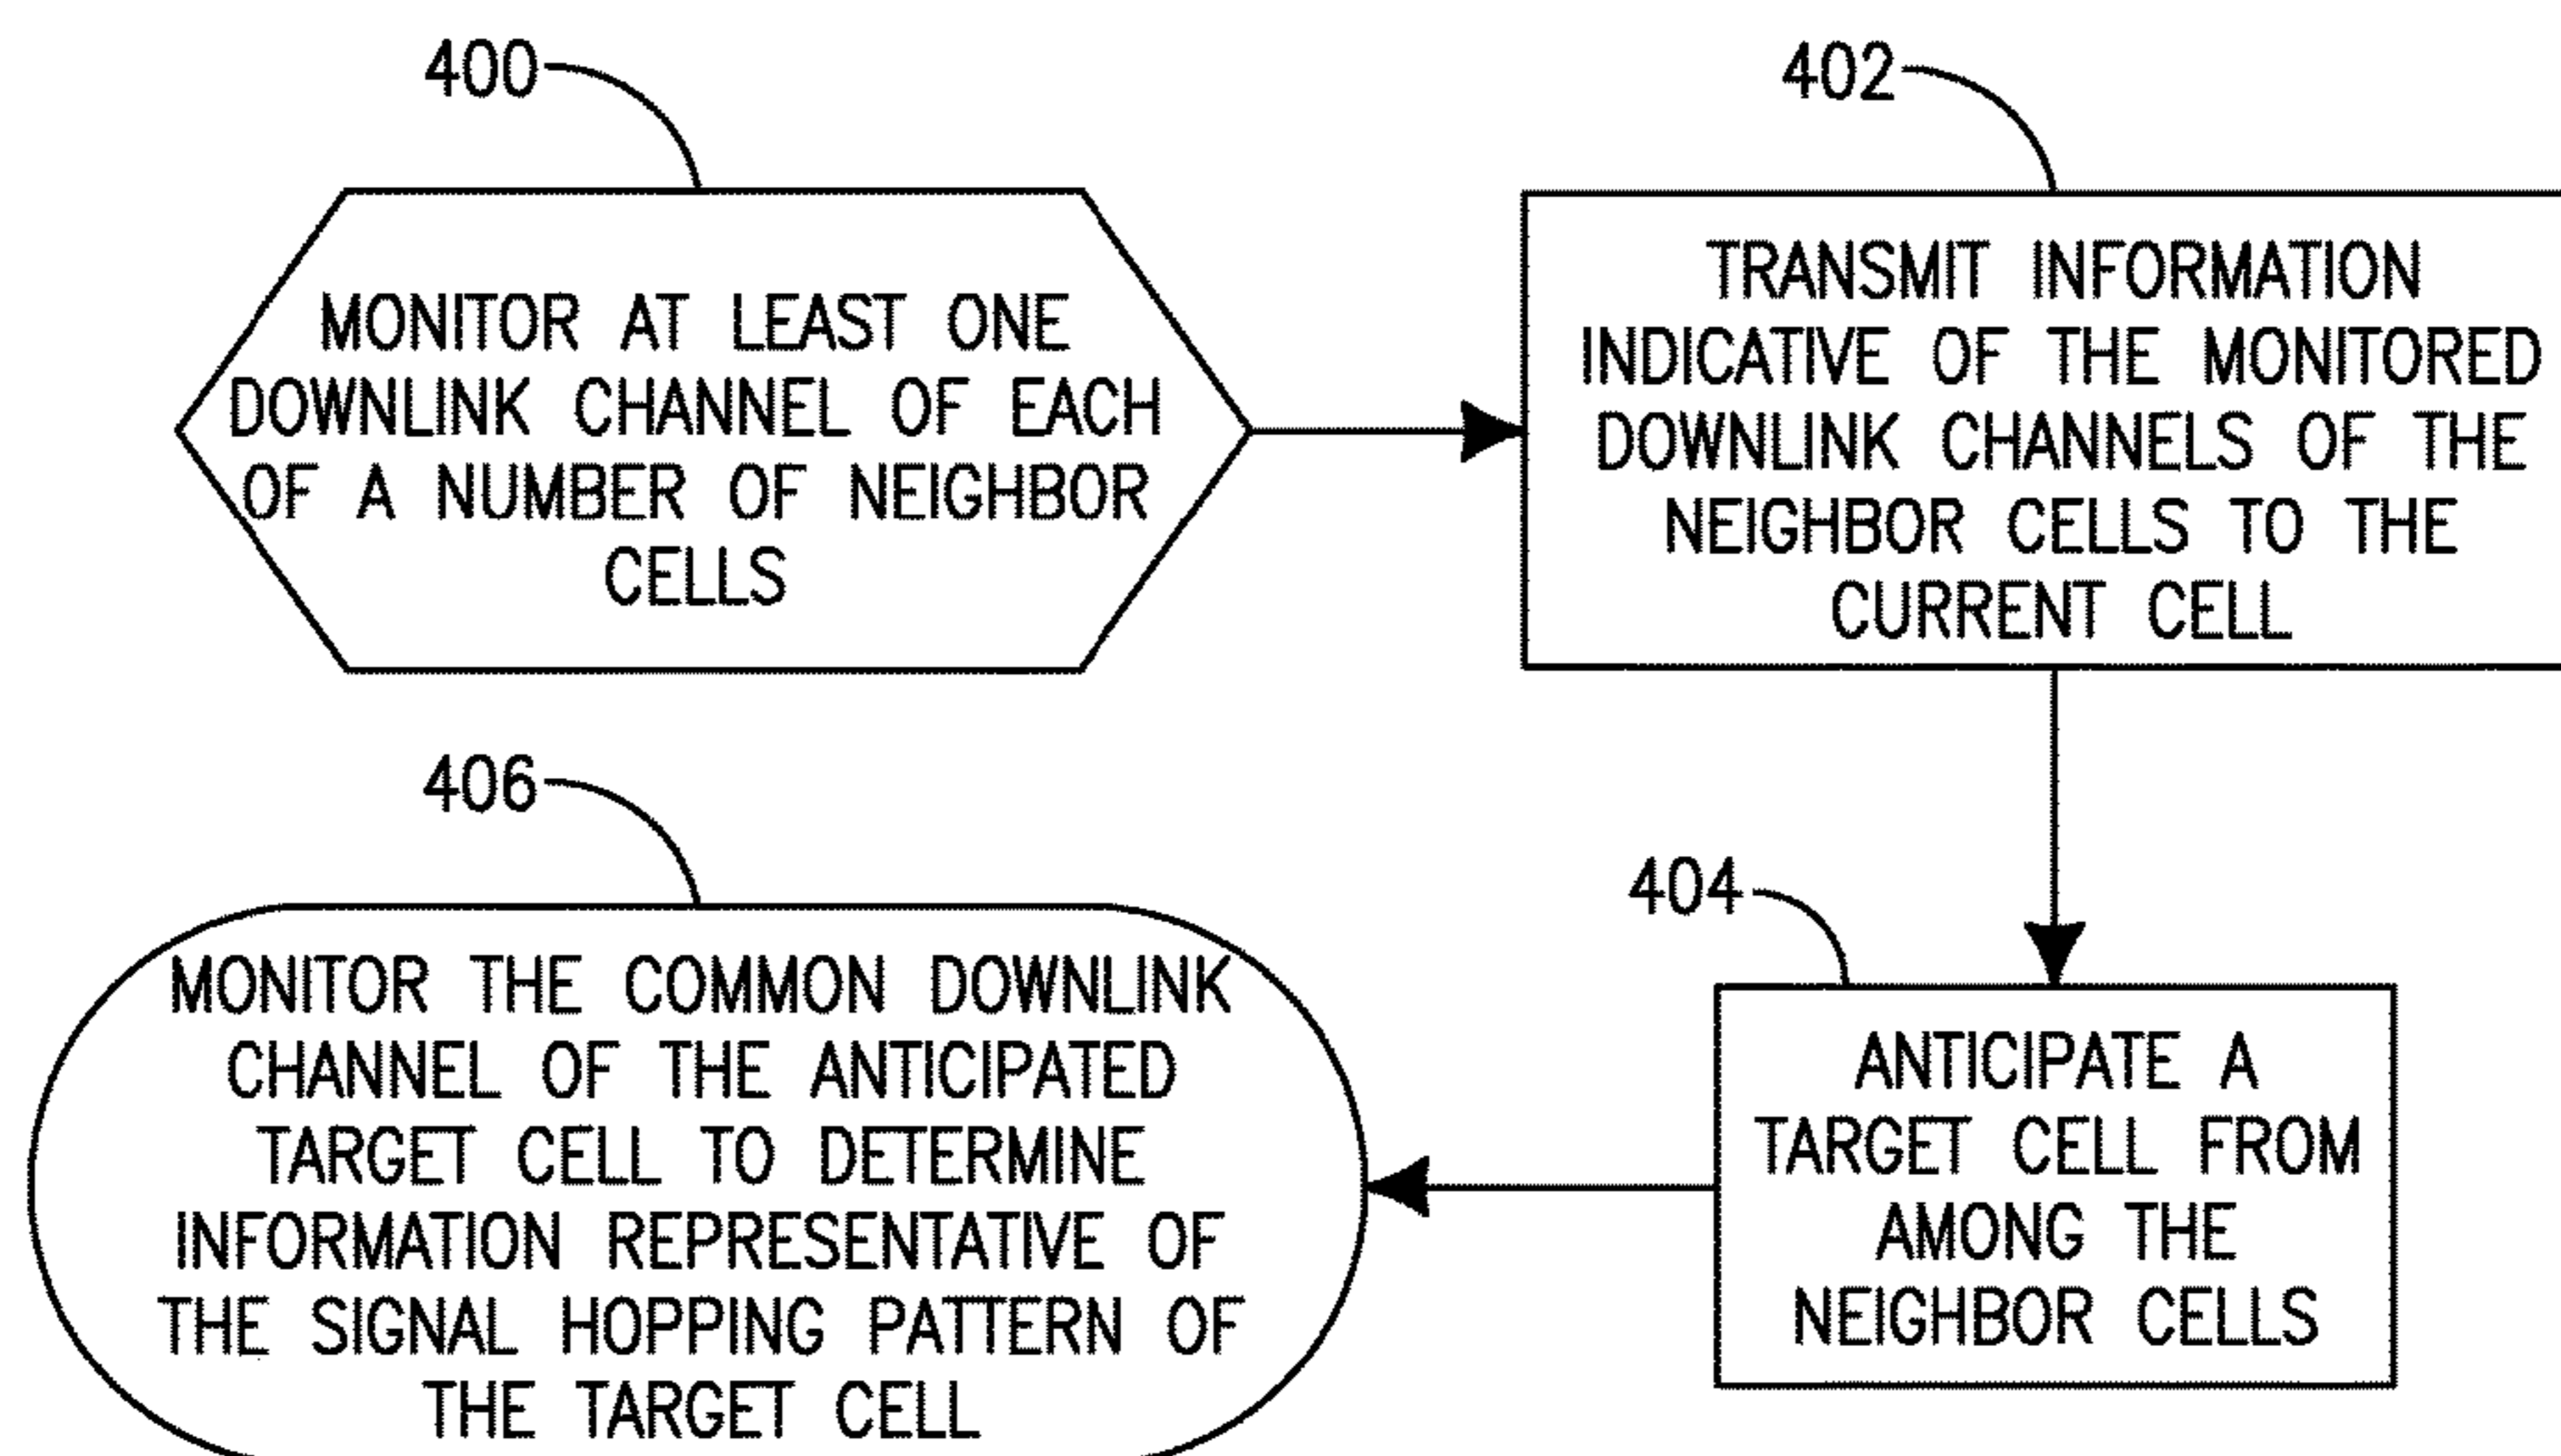 400
MONITOR AT LEAST ONE
DOWNLINK CHANNEL OF EACH
OF A NUMBER OF NEIGHBOR
CELLS
402
TRANSMIT INFORMATION
INDICATIVE OF THE MONITORED
DOWNLINK CHANNELS OF THE
NEIGHBOR CELLS TO THE
CURRENT CELL
404
ANTICIPATE A
TARGET CELL FROM
AMONG THE
NEIGHBOR CELLS
406
MONITOR THE COMMON DOWNLINK
CHANNEL OF THE ANTICIPATED
TARGET CELL TO DETERMINE
INFORMATION REPRESENTATIVE OF
THE SIGNAL HOPPING PATTERN OF
THE TARGET CELL